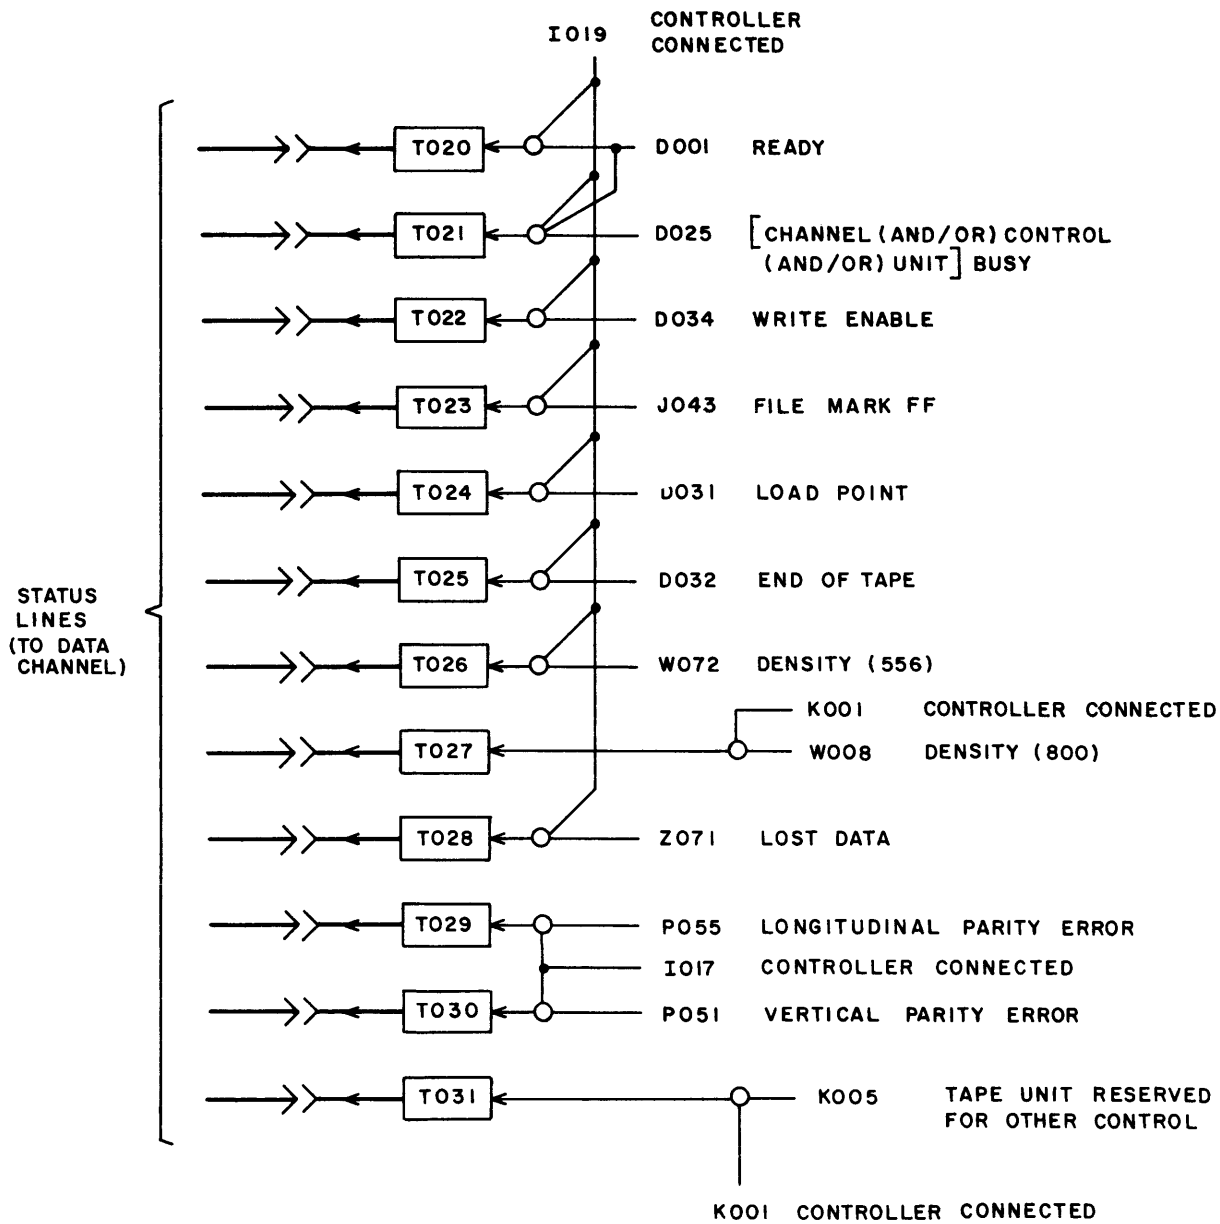 I019 CONTROLLER
CONNECTED
T020 D001 READY
T021 D025 [CHANNEL (AND/OR) CONTROL
(AND/OR) UNIT] BUSY
T022 D034 WRITE ENABLE
T023 J043 FILE MARK FF
T024 D031 LOAD POINT
T025 D032 END OF TAPE
STATUS
LINES
(TO DATA
CHANNEL)
T026 W072 DENSITY (556)
K001 CONTROLLER CONNECTED
T027 W008 DENSITY (800)
T028 Z071 LOST DATA
T029 P055 LONGITUDINAL PARITY ERROR
I017 CONTROLLER CONNECTED
T030 P051 VERTICAL PARITY ERROR
T031 K005 TAPE UNIT RESERVED
FOR OTHER CONTROL
K001 CONTROLLER CONNECTED